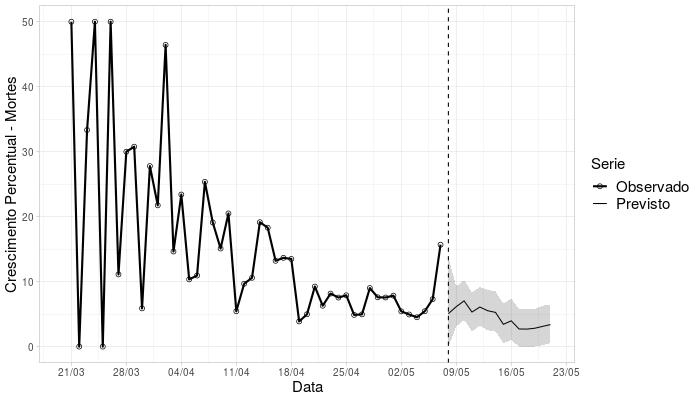 Crescimento Percentual - Mortes
50
40
30
20
10
0
21/03 28/03 04/04 11/04 18/04 25/04 02/05 09/05 16/05 23/05
Data
Serie
Observado
Previsto